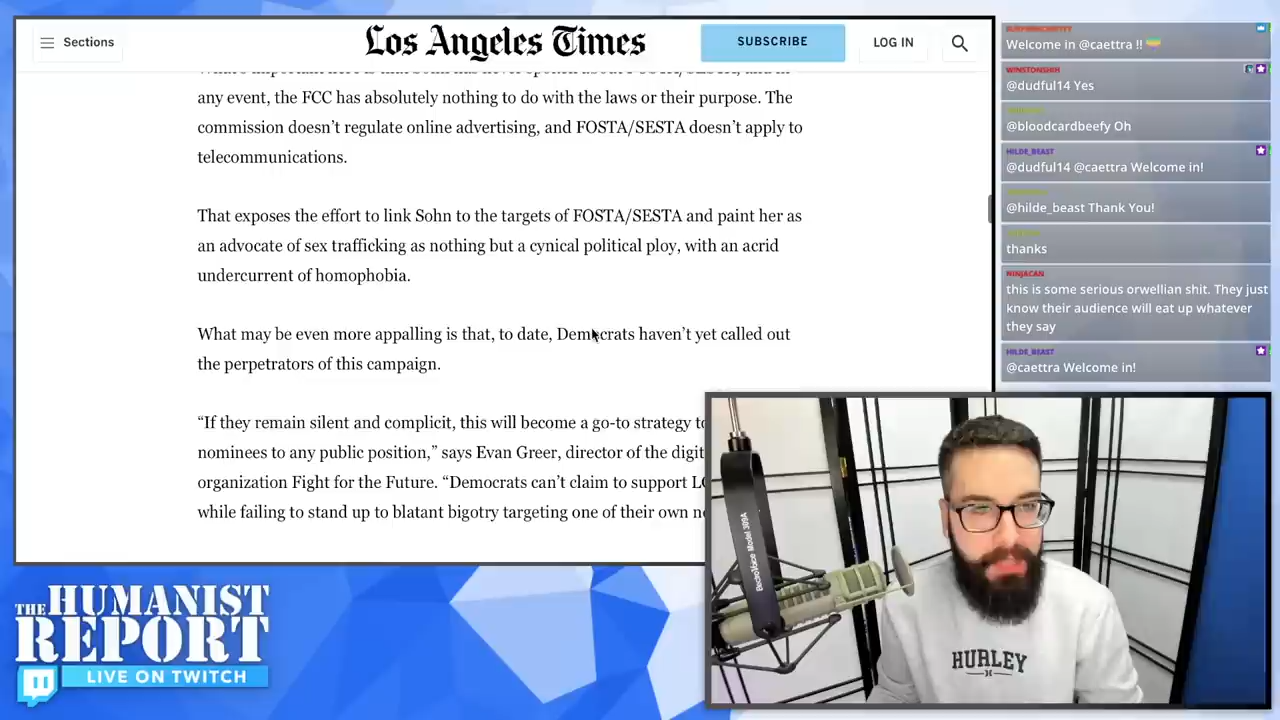 Sections
Los Angeles Times
SUBSCRIBE
LOG IN
any event, the FCC has absolutely nothing to do with the laws or their purpose. The
commission doesn’t regulate online advertising, and FOSTA/SESTA doesn’t apply to
telecommunications.
That exposes the effort to link Sohn to the targets of FOSTA/SESTA and paint her as
an advocate of sex trafficking as nothing but a cynical political ploy, with an acrid
undercurrent of homophobia.
What may be even more appalling is that, to date, Democrats haven’t yet called out
the perpetrators of this campaign.
“If they remain silent and complicit, this will become a go-to strategy
nominees to any public position,” says Evan Greer, director of the
organization Fight for the Future. “Democrats can’t claim to support
while failing to stand up to blatant bigotry targeting one of their own
Welcome in @caettra !!
WINSTONSHIH
@dudful14 Yes
@bloodcardbeefy Oh
HILDE_BEAST
@dudful14 @caettra Welcome in!
@hilde_beast Thank You!
thanks
NINJACAN
this is some serious orwellian shit. They just
know their audience will eat up whatever
they say
HILDE_BEAST
@caettra Welcome in!
THE
HUMANIST
REPORT
LIVE ON TWITCH
ElectroVoice Model 309A
HURLEY